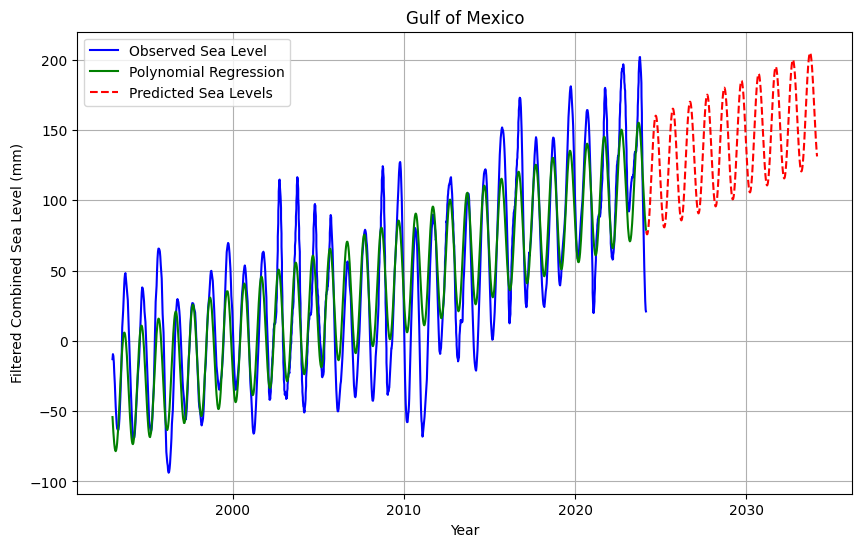 Gulf of Mexico
Observed Sea Level
Polynomial Regression
Predicted Sea Levels
Filtered Combined Sea Level (mm)
200
150
100
50
0
−50
−100
2000
2010
2020
2030
Year